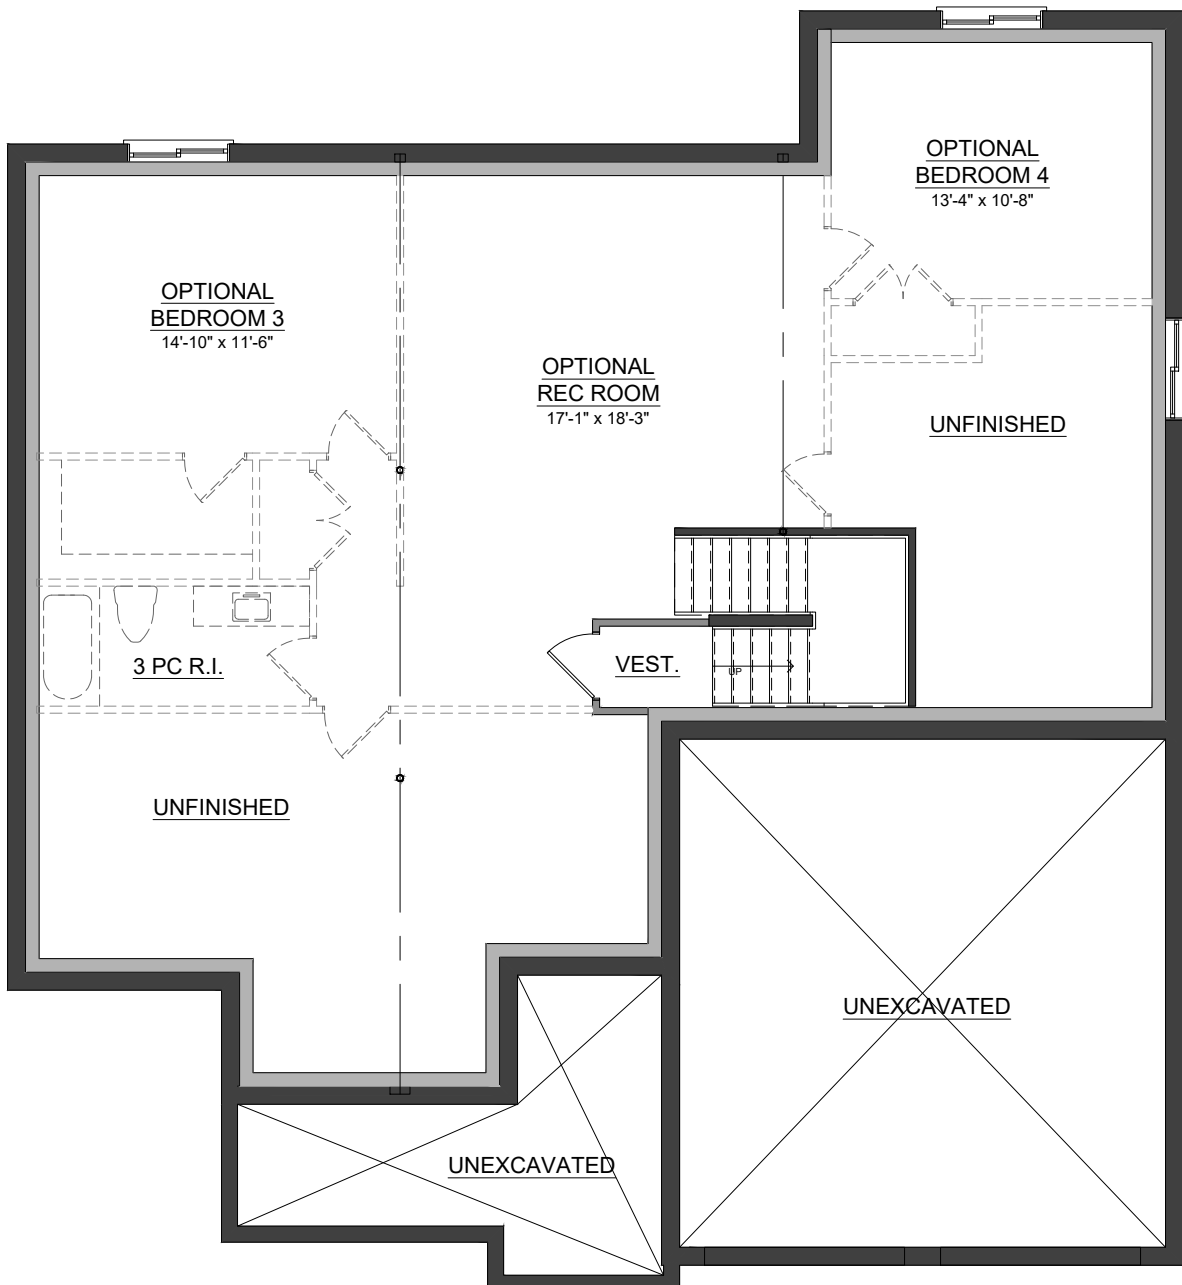 OPTIONAL
BEDROOM 4
13'-4" x 10'-8"
OPTIONAL
BEDROOM 3
14'-10" x 11'-6"
OPTIONAL
REC ROOM
17'-1" x 18'-3"
UNFINISHED
3 PC R.I.
VEST.
UP
UNFINISHED
UNEXCAVATED
UNEXCAVATED